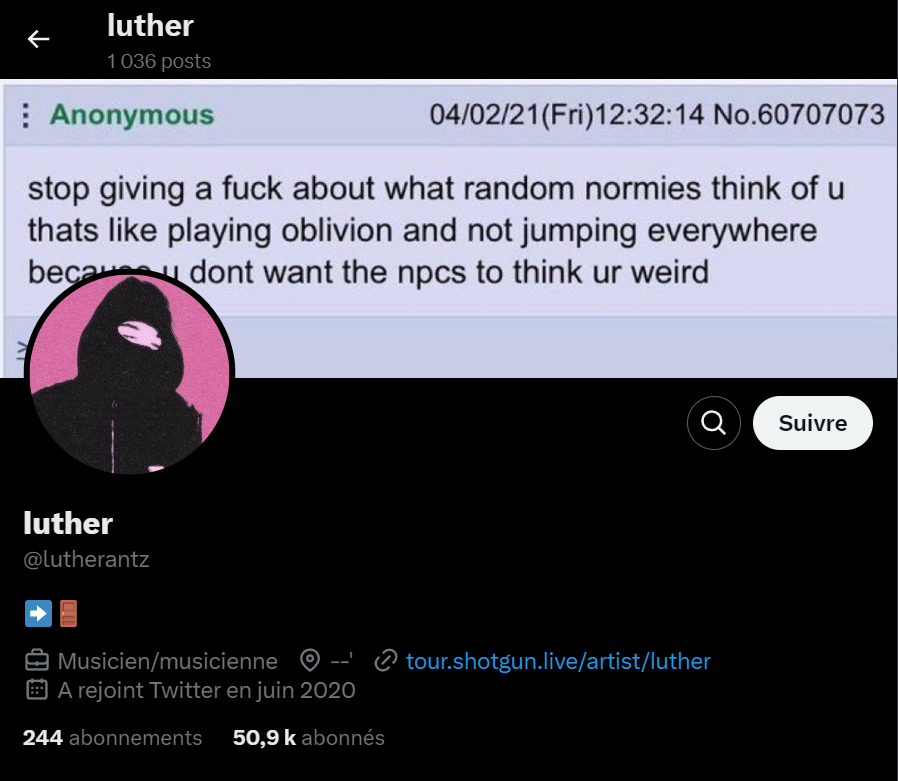 luther
1 036 posts
Anonymous 04/02/21(Fri)12:32:14 No.60707073
stop giving a fuck about what random normies think of u
thats like playing oblivion and not jumping everywhere
because u dont want the npcs to think ur weird
Suivre
luther
@lutherantz
Musicien/musicienne --' tour.shotgun.live/artist/luther
A rejoint Twitter en juin 2020
244 abonnements 50,9 k abonnés